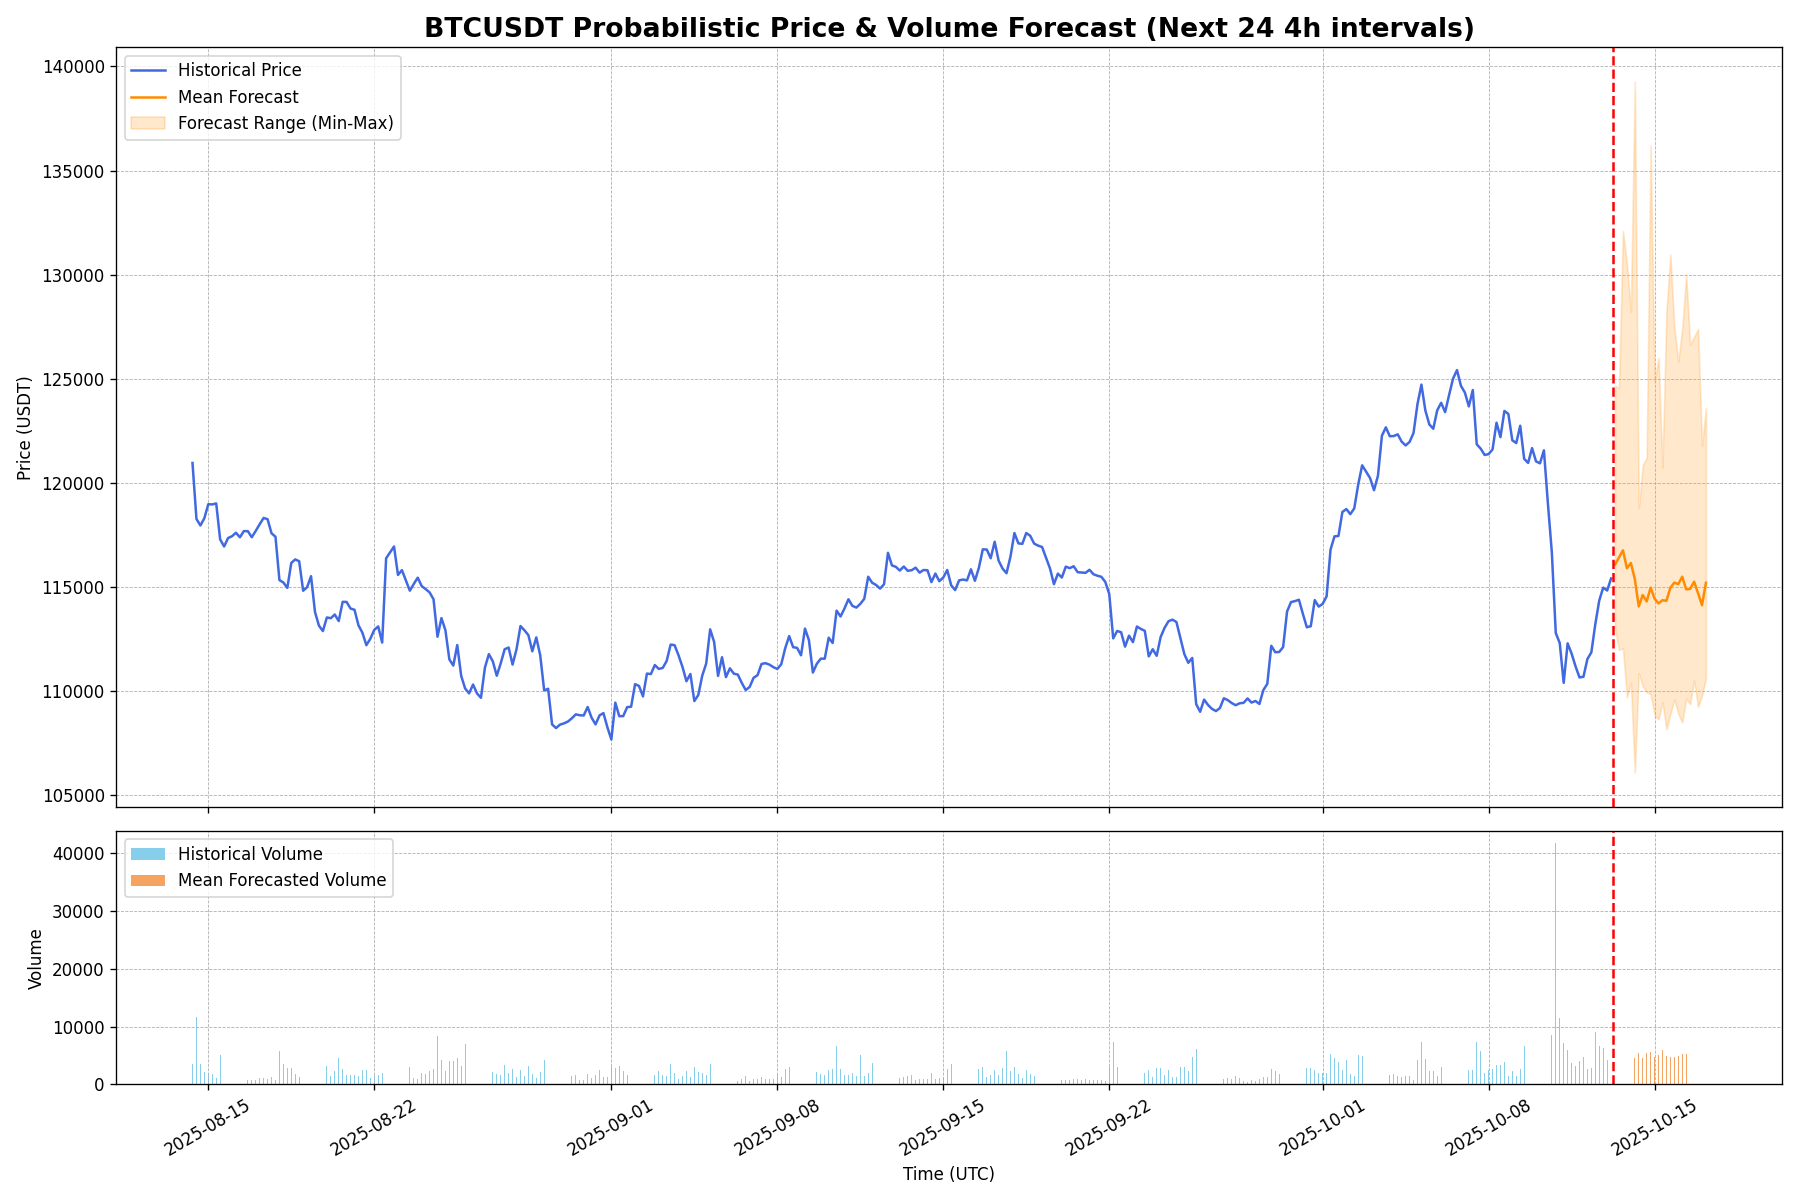 BTCUSDT Probabilistic Price & Volume Forecast (Next 24 4h intervals)
Historical Price
Mean Forecast
Forecast Range (Min-Max)
140000
135000
130000
125000
120000
115000
110000
105000
Price (USDT)
Historical Volume
Mean Forecasted Volume
40000
30000
20000
10000
0
Volume
2025-08-15
2025-08-22
2025-09-01
2025-09-08
2025-09-15
2025-09-22
2025-10-01
2025-10-08
2025-10-15
Time (UTC)